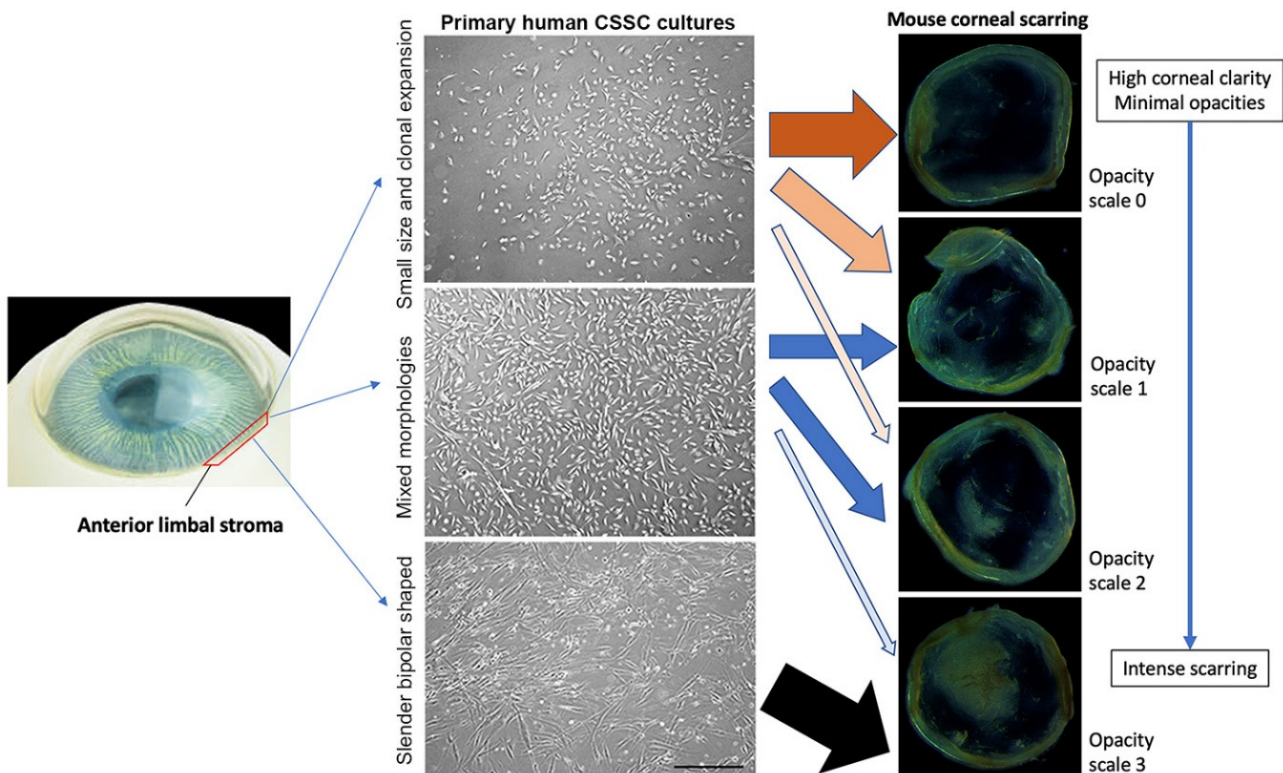 Primary human CSSC cultures
Mouse corneal scarring
Small size and clonal expansion
Mixed morphologies
Slender bipolar shaped
Anterior limbal stroma
High corneal clarity
Minimal opacities
Opacity
scale 0
Opacity
scale 1
Opacity
scale 2
Intense scarring
Opacity
scale 3